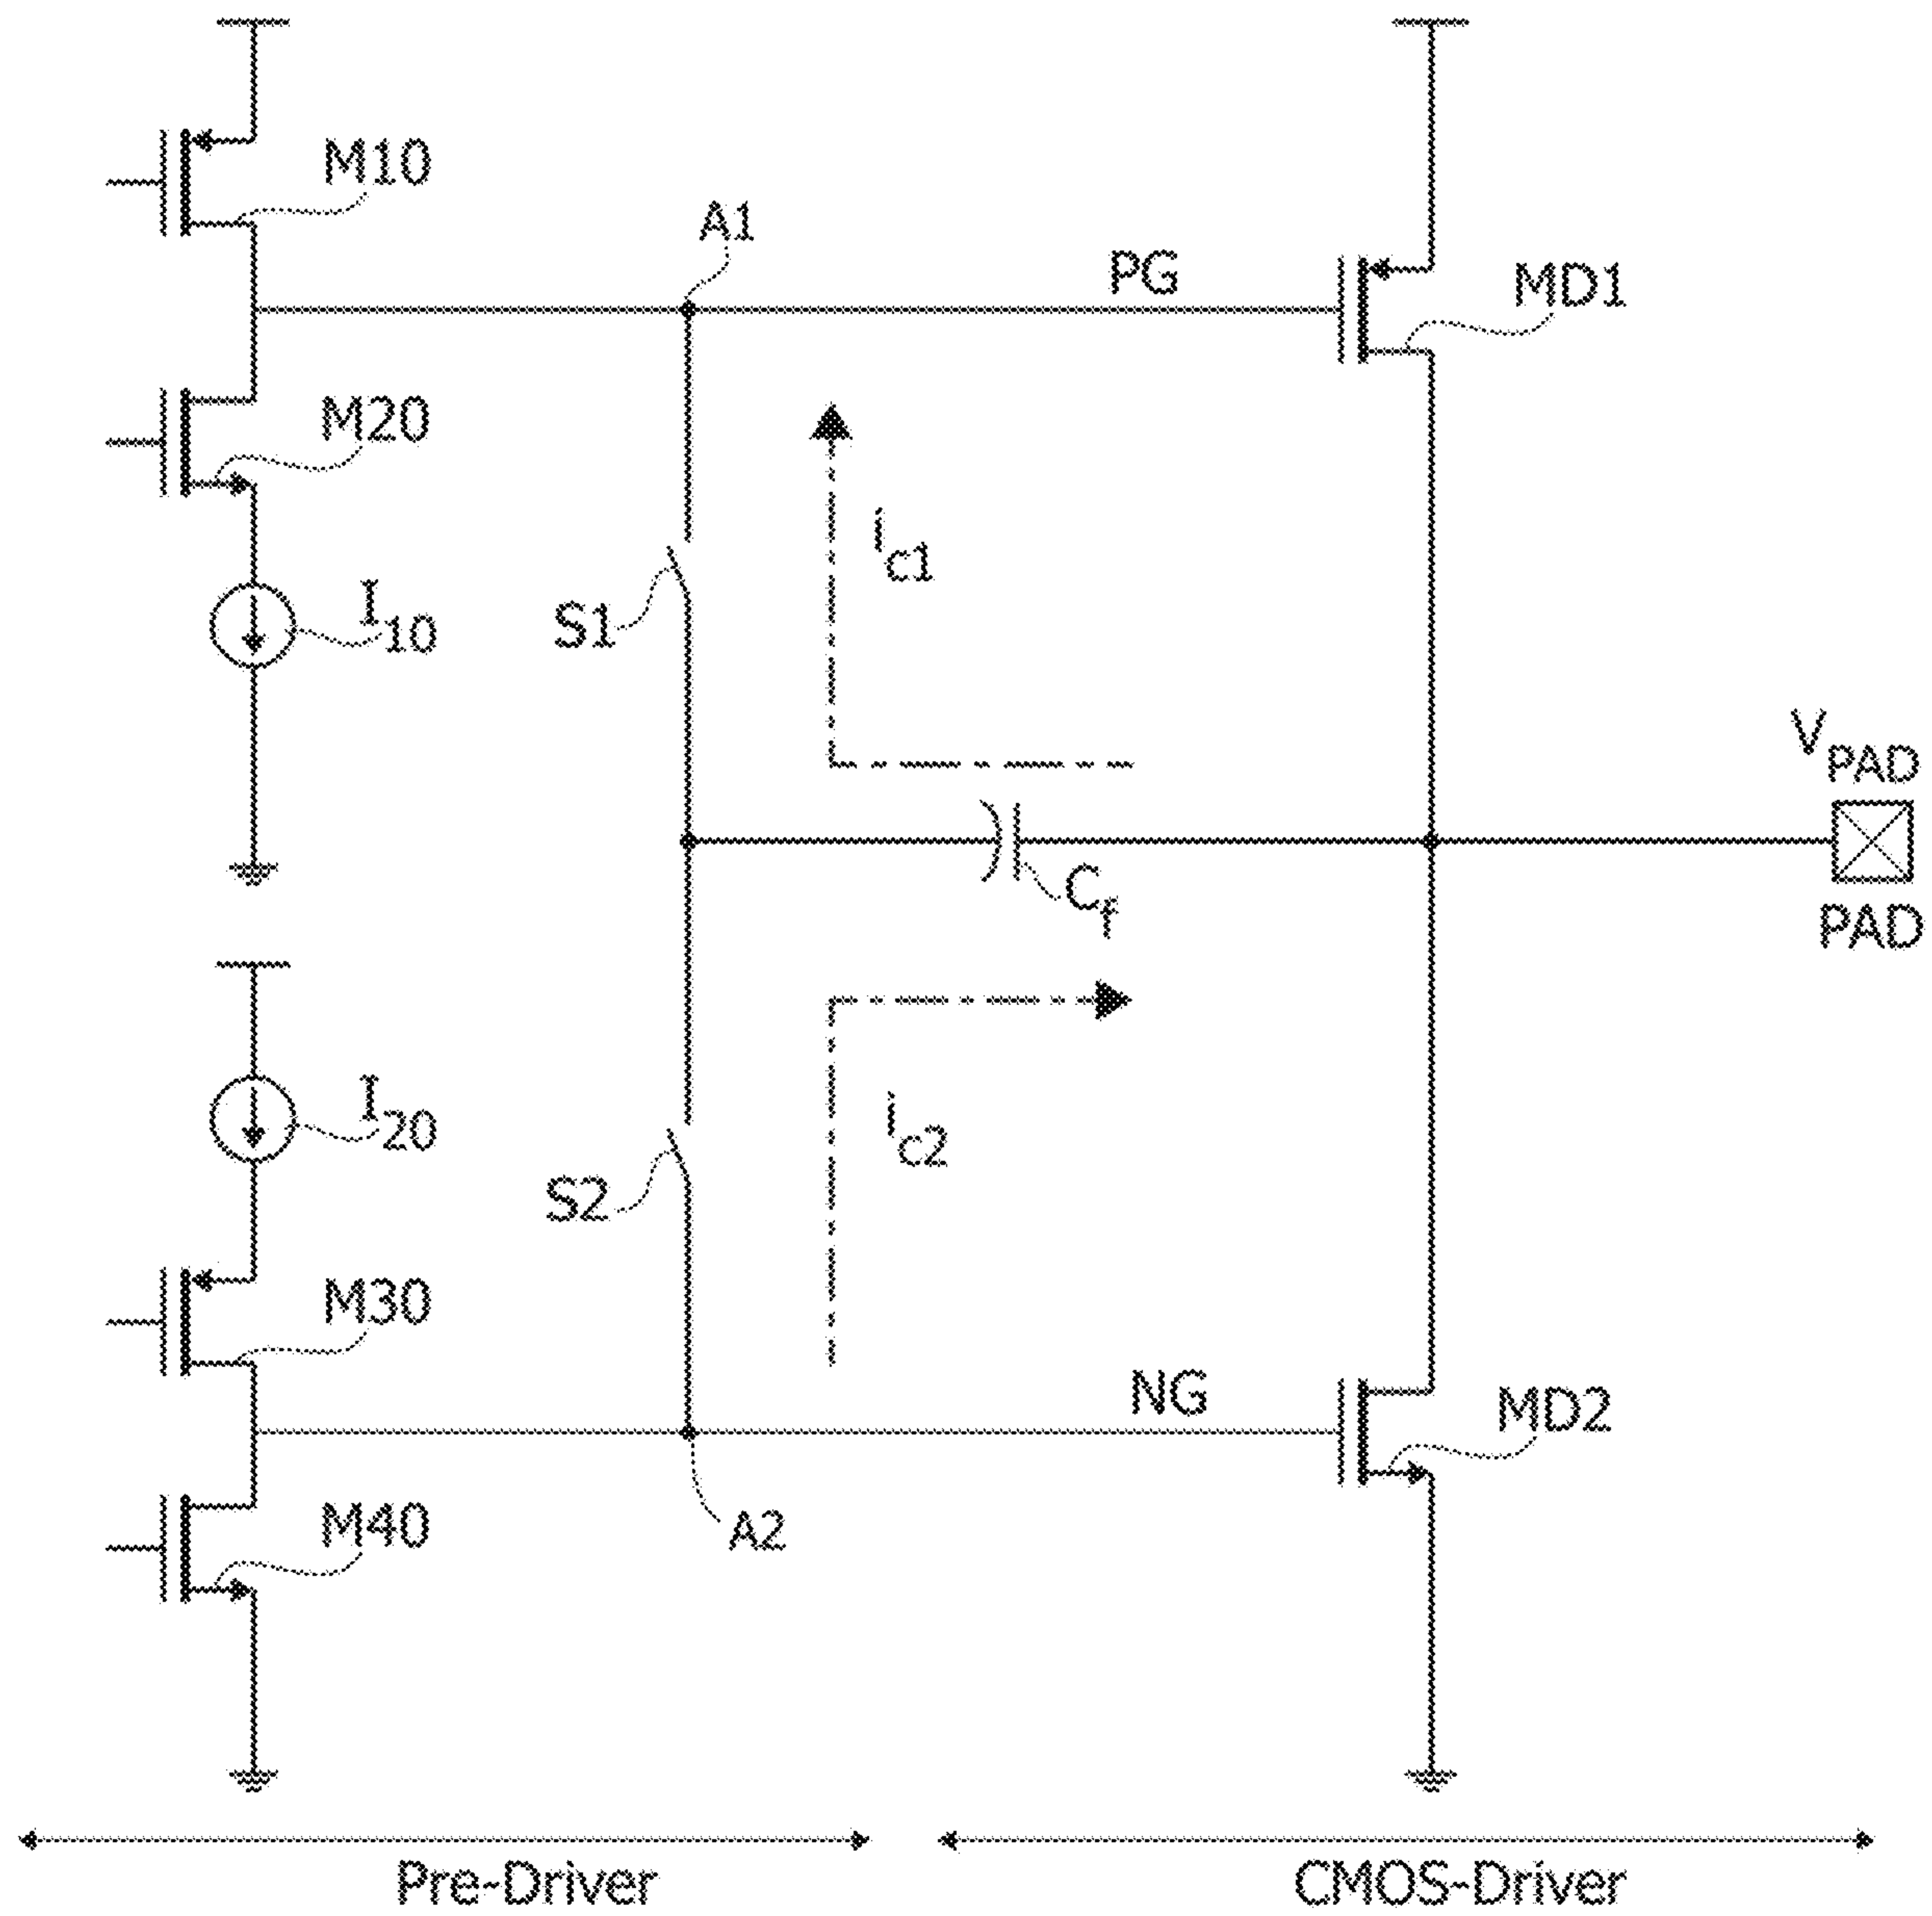 M10
A1
PG
MD1
M20
ic1
I10
S1
VPAD
Cf
PAD
I20
ic2
S2
M30
NG
MD2
M40
A2
Pre-Driver
CMOS-Driver